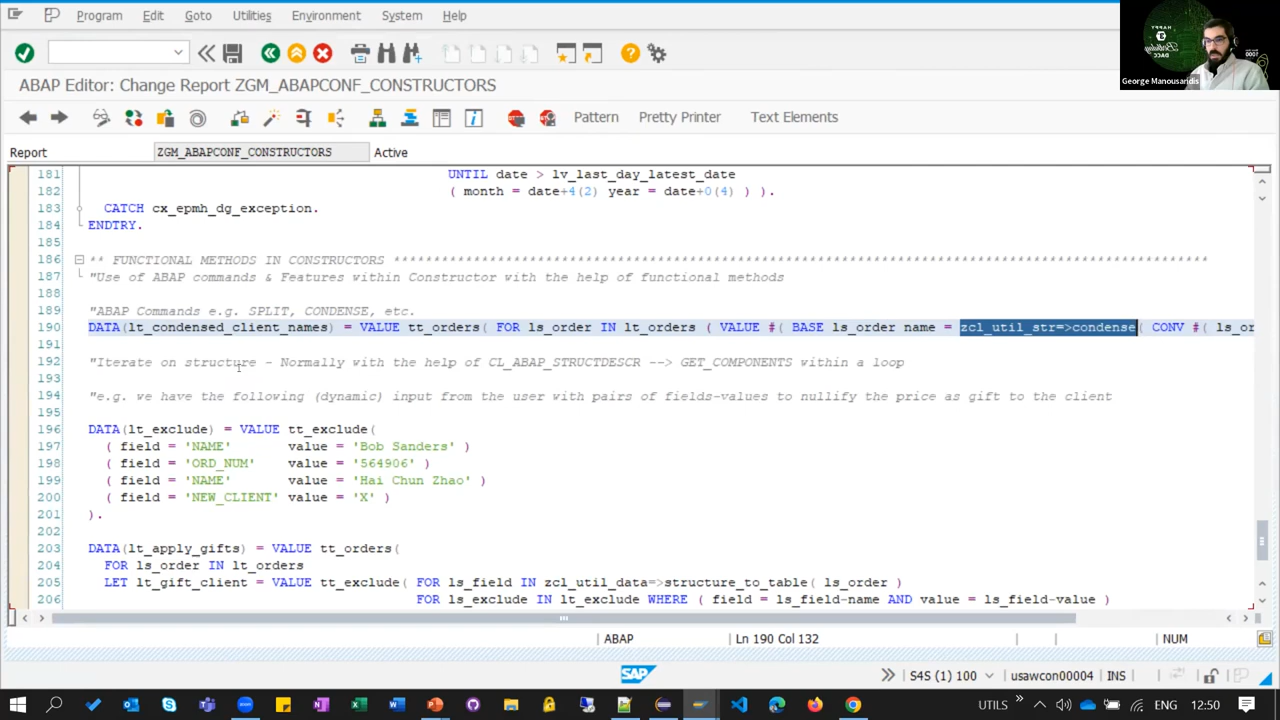 Program Edit Goto Utilities Environment System Help
George Manousaridis
ABAP Editor: Change Report ZGM_ABAPCONF_CONSTRUCTORS
Pattern Pretty Printer Text Elements
Report ZGM_ABAPCONF_CONSTRUCTORS Active
181 UNTIL date > lv_last_day_latest_date
182 ( month = date+4(2) year = date+0(4) ) ).
183 CATCH cx_epmh_dg_exception.
184 ENDTRY.
185
186 ** FUNCTIONAL METHODS IN CONSTRUCTORS ******************************************************************************************************
187 "Use of ABAP commands & Features within Constructor with the help of functional methods
188
189 "ABAP Commands e.g. SPLIT, CONDENSE, etc.
190 DATA(lt_condensed_client_names) = VALUE tt_orders( FOR ls_order IN lt_orders ( VALUE #( BASE ls_order name = zcl_util_str=>condense( CONV #( ls_or
191
192 "Iterate on structure - Normally with the help of CL_ABAP_STRUCTDESCR --> GET_COMPONENTS within a loop
193
194 "e.g. we have the following (dynamic) input from the user with pairs of fields-values to nullify the price as gift to the client
195
196 DATA(lt_exclude) = VALUE tt_exclude(
197 ( field = 'NAME' value = 'Bob Sanders' )
198 ( field = 'ORD_NUM' value = '564906' )
199 ( field = 'NAME' value = 'Hai Chun Zhao' )
200 ( field = 'NEW_CLIENT' value = 'X' )
201 ).
202
203 DATA(lt_apply_gifts) = VALUE tt_orders(
204 FOR ls_order IN lt_orders
205 LET lt_gift_client = VALUE tt_exclude( FOR ls_field IN zcl_util_data=>structure_to_table( ls_order )
206 FOR ls_exclude IN lt_exclude WHERE ( field = ls_field-name AND value = ls_field-value )
ABAP Ln 190 Col 132 NUM
SAP S4S (1) 100 usawcon00004 INS
UTILS ENG 12:50